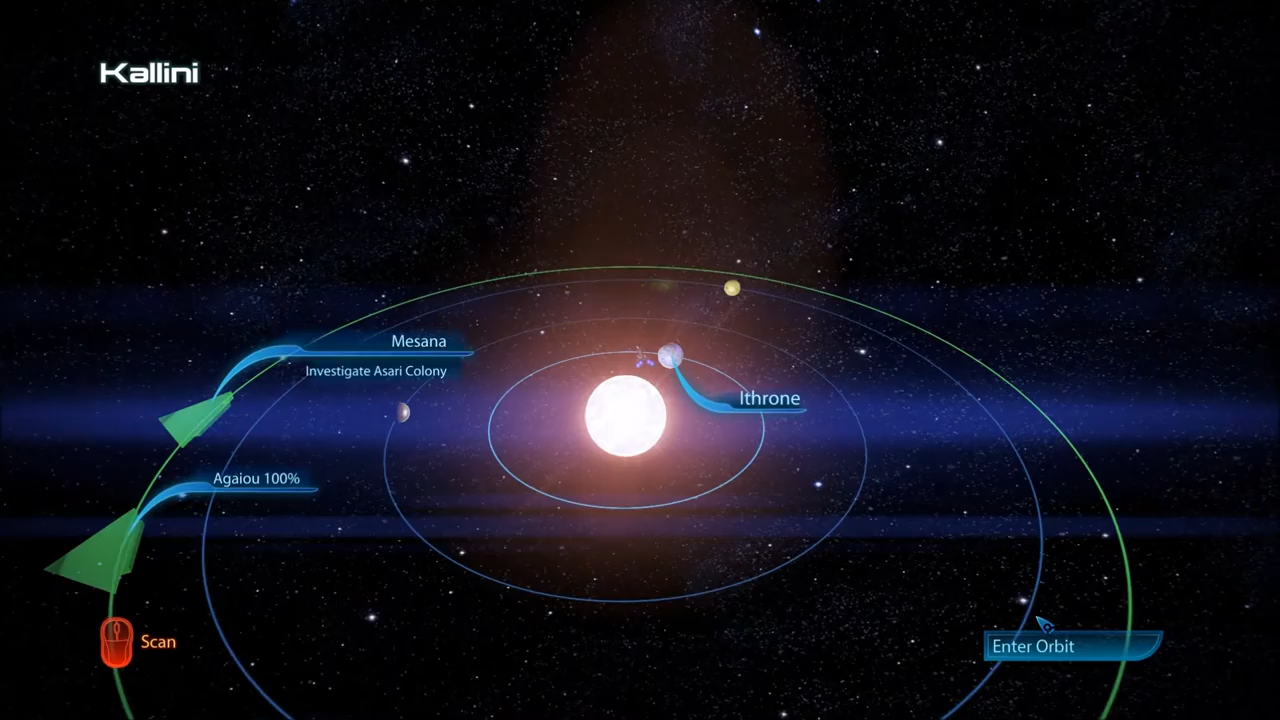 Kallini
Mesana
Investigate Asari Colony
Ithrone
Agaiou 100%
Scan
Enter Orbit